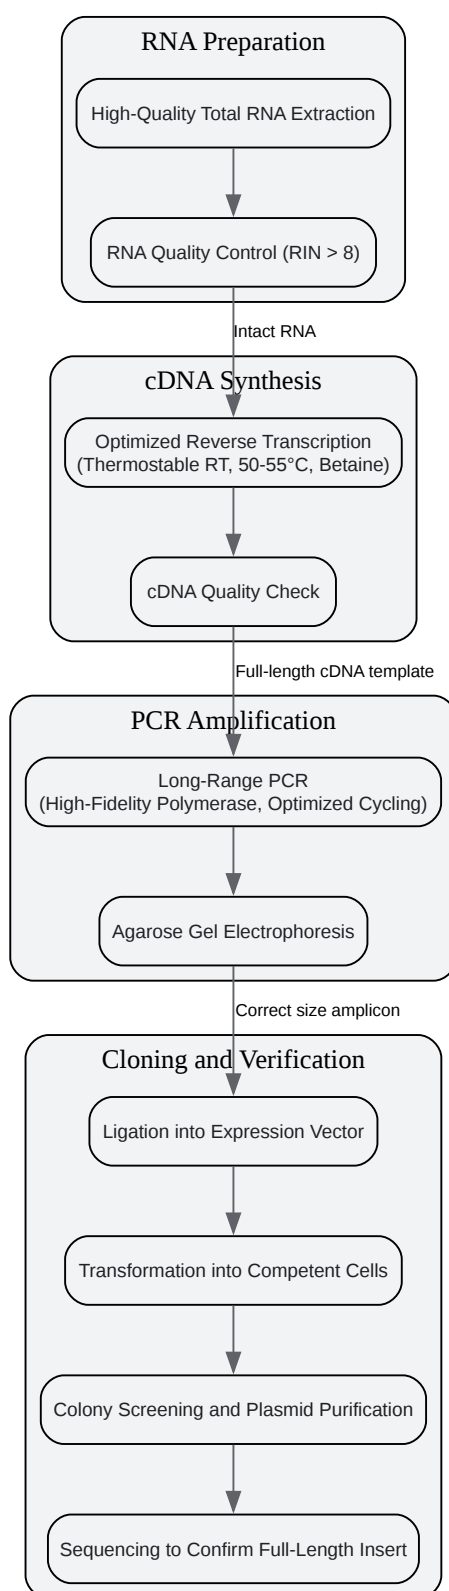 RNA Preparation
High-Quality Total RNA Extraction
RNA Quality Control (RIN > 8)
Intact RNA
cDNA Synthesis
Optimized Reverse Transcription
(Thermostable RT, 50-55°C, Betaine)
cDNA Quality Check
Full-length cDNA template
PCR Amplification
Long-Range PCR
(High-Fidelity Polymerase, Optimized Cycling)
Agarose Gel Electrophoresis
Correct size amplicon
Cloning and Verification
Ligation into Expression Vector
Transformation into Competent Cells
Colony Screening and Plasmid Purification
Sequencing to Confirm Full-Length Insert